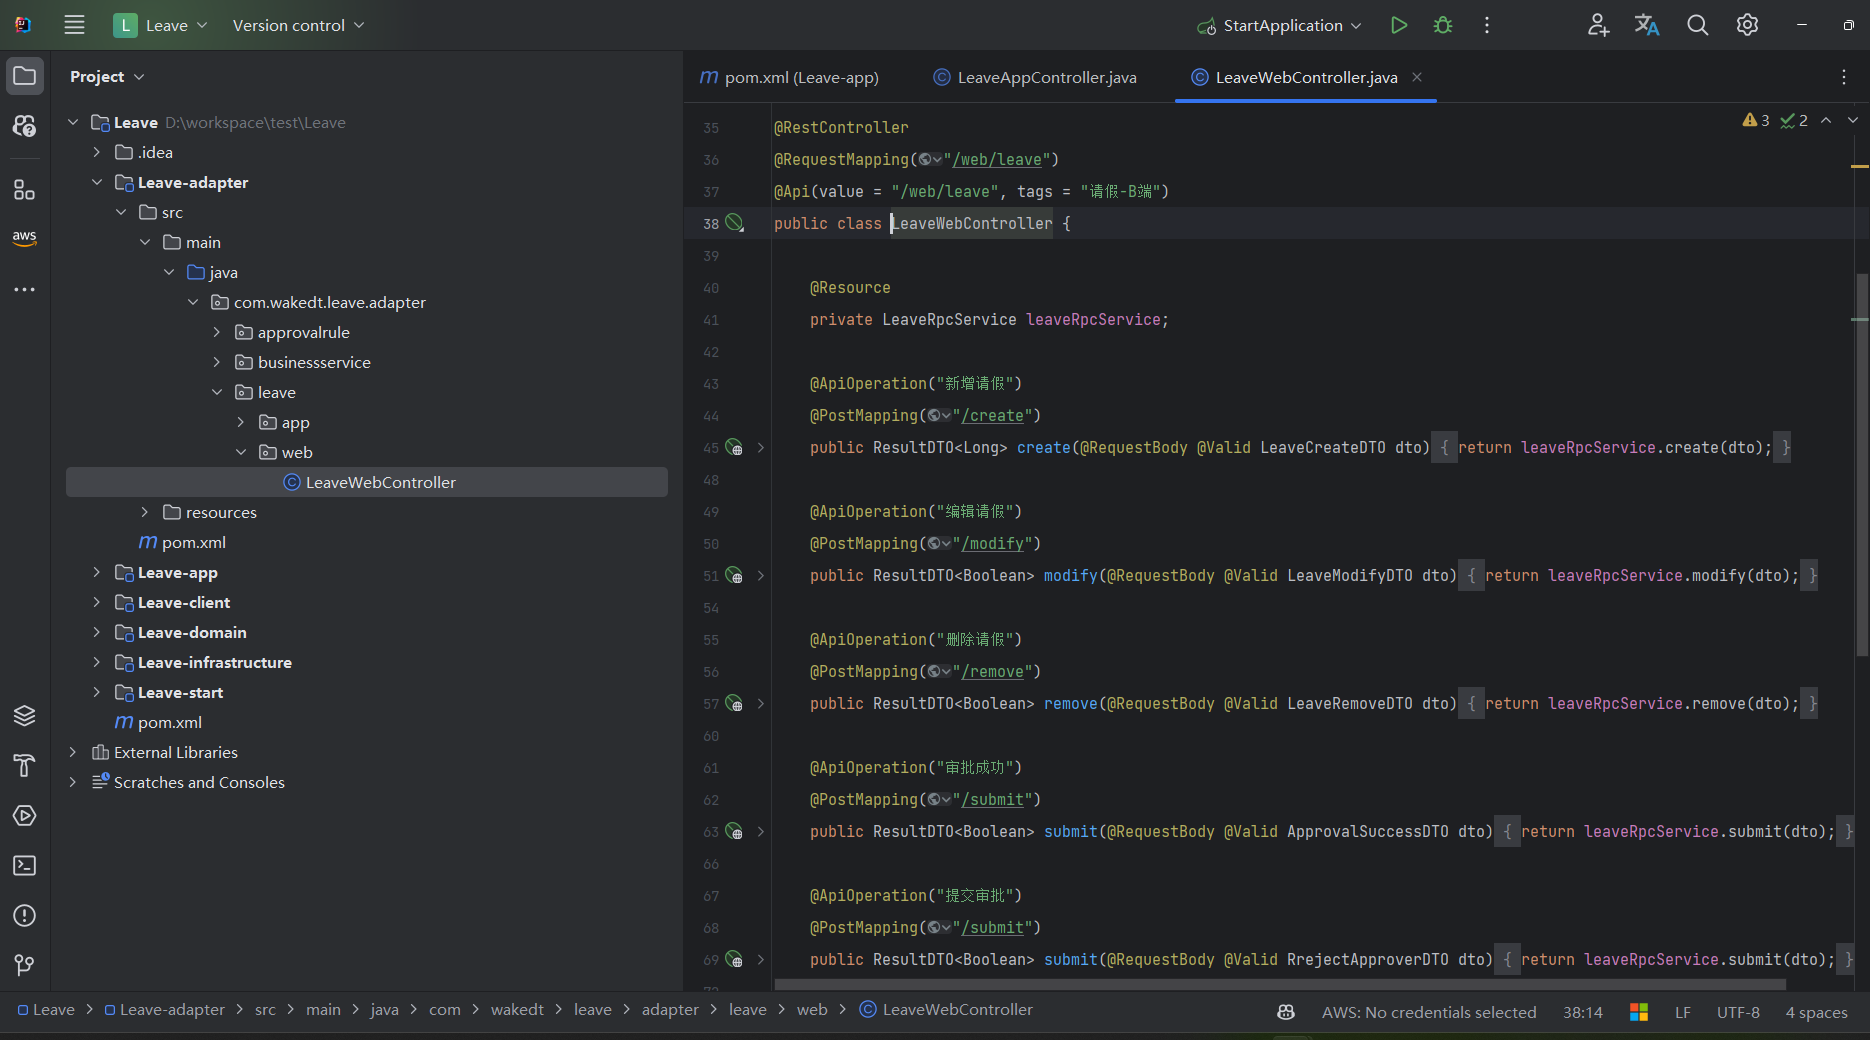 L Leave Version control StartApplication
Project
pom.xml (Leave-app) LeaveAppController.java LeaveWebController.java
Leave D:\workspace\test\Leave
.idea
Leave-adapter
src
main
java
com.wakedt.leave.adapter
approvalrule
businessservice
leave
app
web
LeaveWebController
resources
m pom.xml
Leave-app
Leave-client
Leave-domain
Leave-infrastructure
Leave-start
m pom.xml
External Libraries
Scratches and Consoles
aws
3 2
35 @RestController
36 @RequestMapping("/web/leave")
37 @Api(value = "/web/leave", tags = "请假-B端")
38 public class LeaveWebController {
39
40 @Resource
41 private LeaveRpcService leaveRpcService;
42
43 @ApiOperation("新增请假")
44 @PostMapping("/create")
45 public ResultDTO<Long> create(@RequestBody @Valid LeaveCreateDTO dto) { return leaveRpcService.create(dto); }
48
49 @ApiOperation("编辑请假")
50 @PostMapping("/modify")
51 public ResultDTO<Boolean> modify(@RequestBody @Valid LeaveModifyDTO dto) { return leaveRpcService.modify(dto); }
54
55 @ApiOperation("删除请假")
56 @PostMapping("/remove")
57 public ResultDTO<Boolean> remove(@RequestBody @Valid LeaveRemoveDTO dto) { return leaveRpcService.remove(dto); }
60
61 @ApiOperation("审批成功")
62 @PostMapping("/submit")
63 public ResultDTO<Boolean> submit(@RequestBody @Valid ApprovalSuccessDTO dto) { return leaveRpcService.submit(dto); }
66
67 @ApiOperation("提交审批")
68 @PostMapping("/submit")
69 public ResultDTO<Boolean> submit(@RequestBody @Valid RrejectApproverDTO dto) { return leaveRpcService.submit(dto); }
Leave > Leave-adapter > src > main > java > com > wakedt > leave > adapter > leave > web > LeaveWebController
AWS: No credentials selected 38:14 LF UTF-8 4 spaces